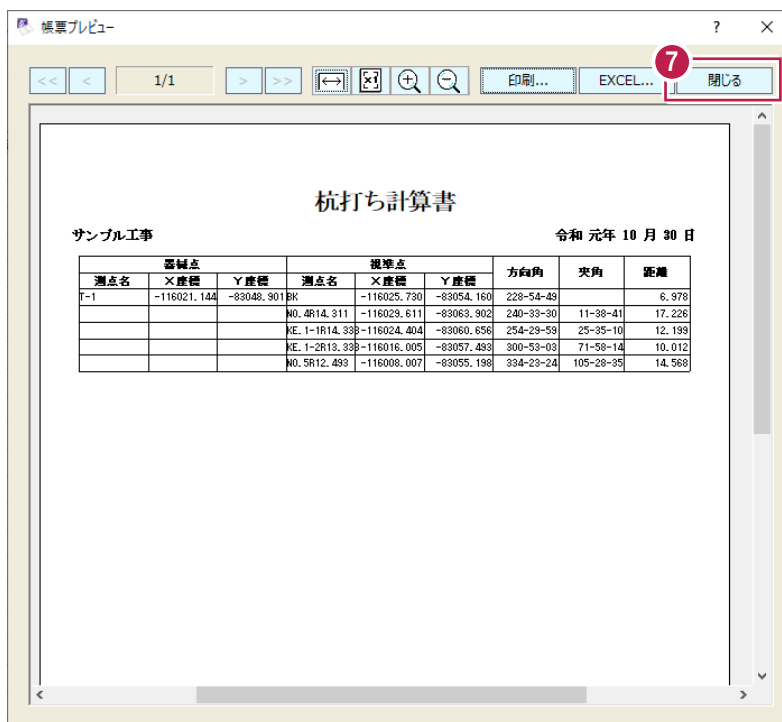 帳票プレビュー ? ×
<< < 1/1 > >> 印刷... EXCEL... 閉じる
7
杭打ち計算書
サンプル工事 令和 元年 10 月 30 日
器械点 視準点 方向角 夾角 距離
測点名 X座標 Y座標 測点名 X座標 Y座標
T-1 -116021.144 -83048.901 BK -116025.730 -83054.160 228-54-49 6.978
NO.4R14.311 -116029.611 -83063.902 240-33-30 11-38-41 17.226
KE.1-1R14.333 -116024.404 -83060.656 254-29-59 25-35-10 12.199
KE.1-2R13.333 -116016.005 -83057.493 300-53-03 71-58-14 10.012
NO.5R12.493 -116008.007 -83055.198 334-23-24 105-28-35 14.568